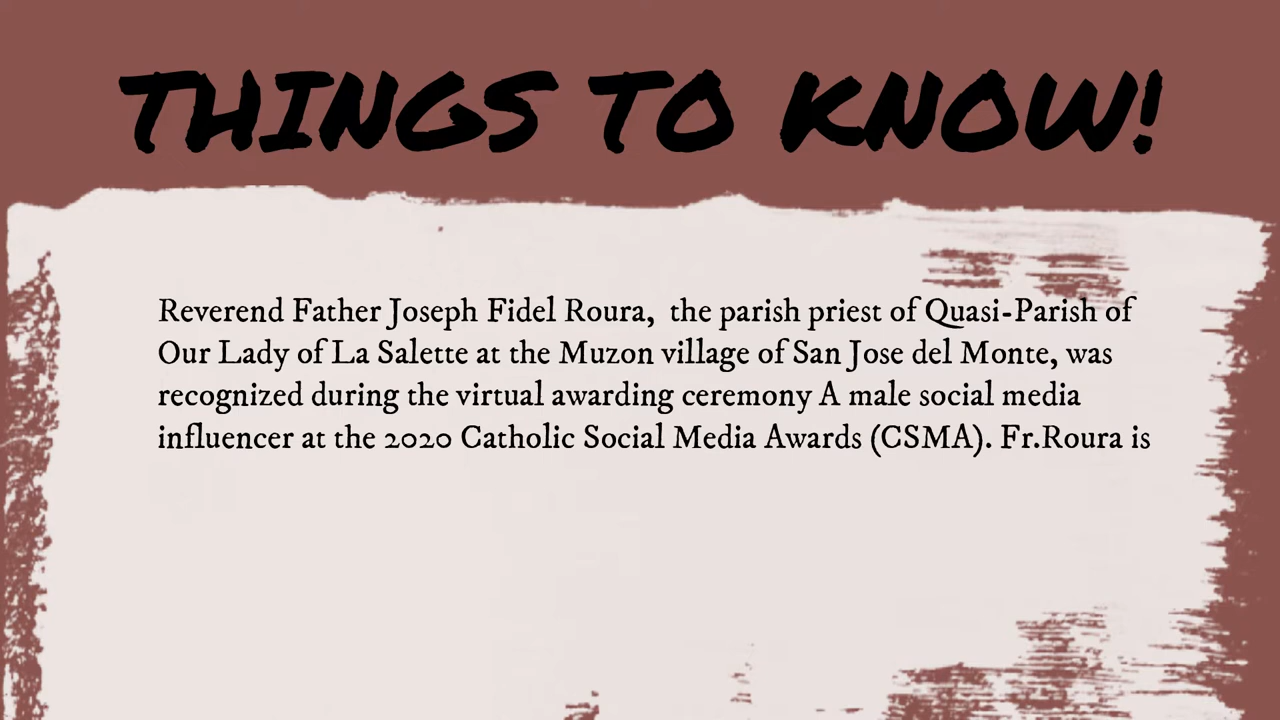 THINGS TO KNOW!
Reverend Father Joseph Fidel Roura,  the parish priest of Quasi-Parish of
Our Lady of La Salette at the Muzon village of San Jose del Monte, was
recognized during the virtual awarding ceremony A male social media
influencer at the 2020 Catholic Social Media Awards (CSMA). Fr.Roura is